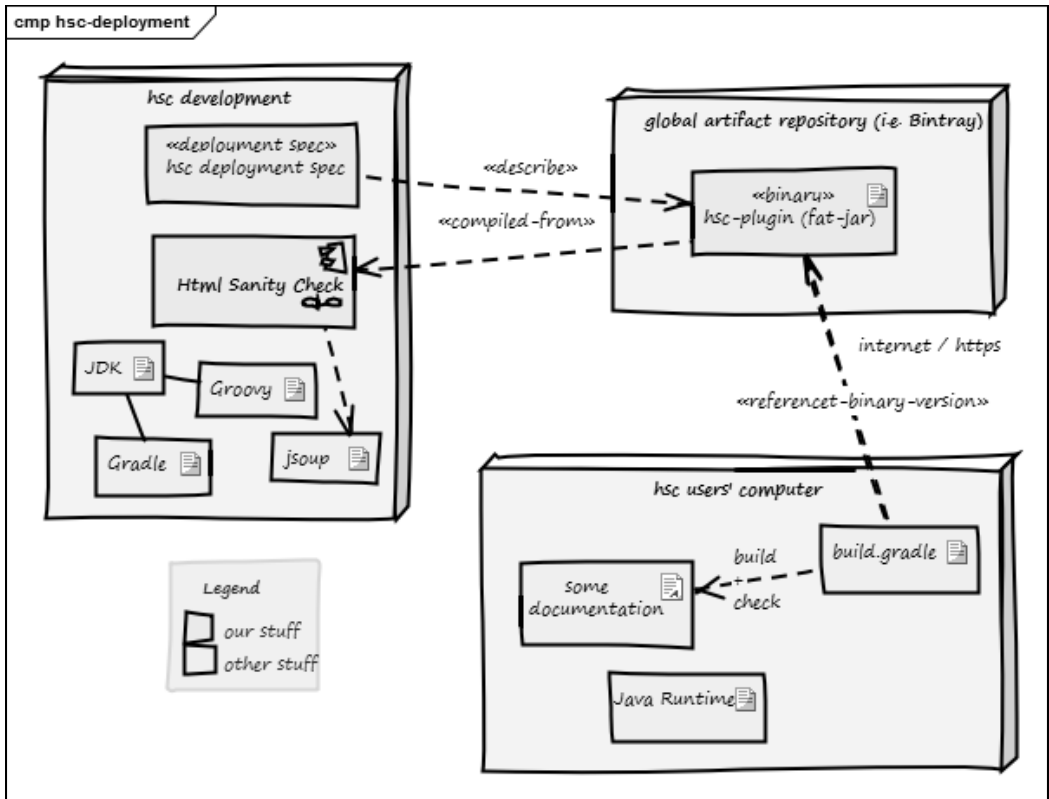 cmp hsc-deployment
hsc development
«deployment spec»
hsc deployment spec
«describe»
«compiled-from»
Html Sanity Check
JDK
Groovy
Gradle
jsoup
global artifact repository (i.e. Bintray)
«binary»
hsc-plugin (fat-jar)
internet / https
«referencet-binary-version»
hsc users' computer
build.gradle
build
+
check
some
documentation
Java Runtime
Legend
our stuff
other stuff